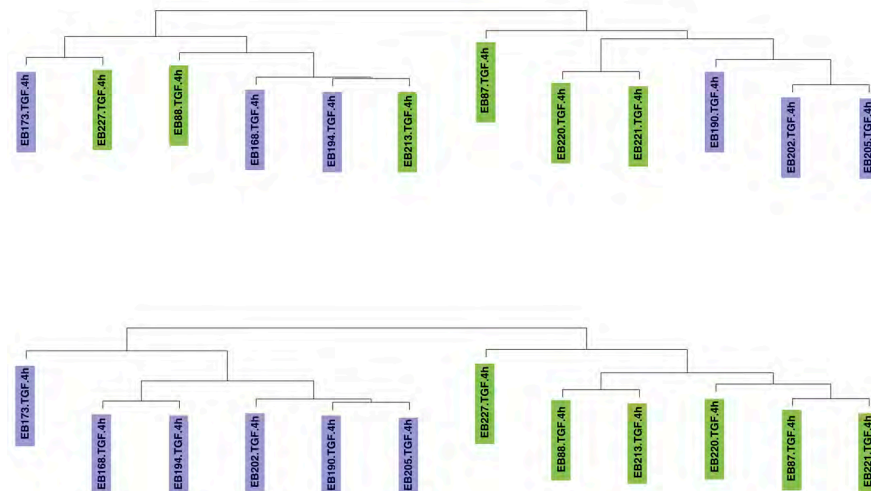 EB173.TGF.4h
EB227.TGF.4h
EB88.TGF.4h
EB168.TGF.4h
EB194.TGF.4h
EB213.TGF.4h
EB87.TGF.4h
EB220.TGF.4h
EB221.TGF.4h
EB190.TGF.4h
EB202.TGF.4h
EB205.TGF.4h
EB173.TGF.4h
EB168.TGF.4h
EB194.TGF.4h
EB202.TGF.4h
EB190.TGF.4h
EB205.TGF.4h
EB227.TGF.4h
EB88.TGF.4h
EB213.TGF.4h
EB220.TGF.4h
EB87.TGF.4h
EB221.TGF.4h